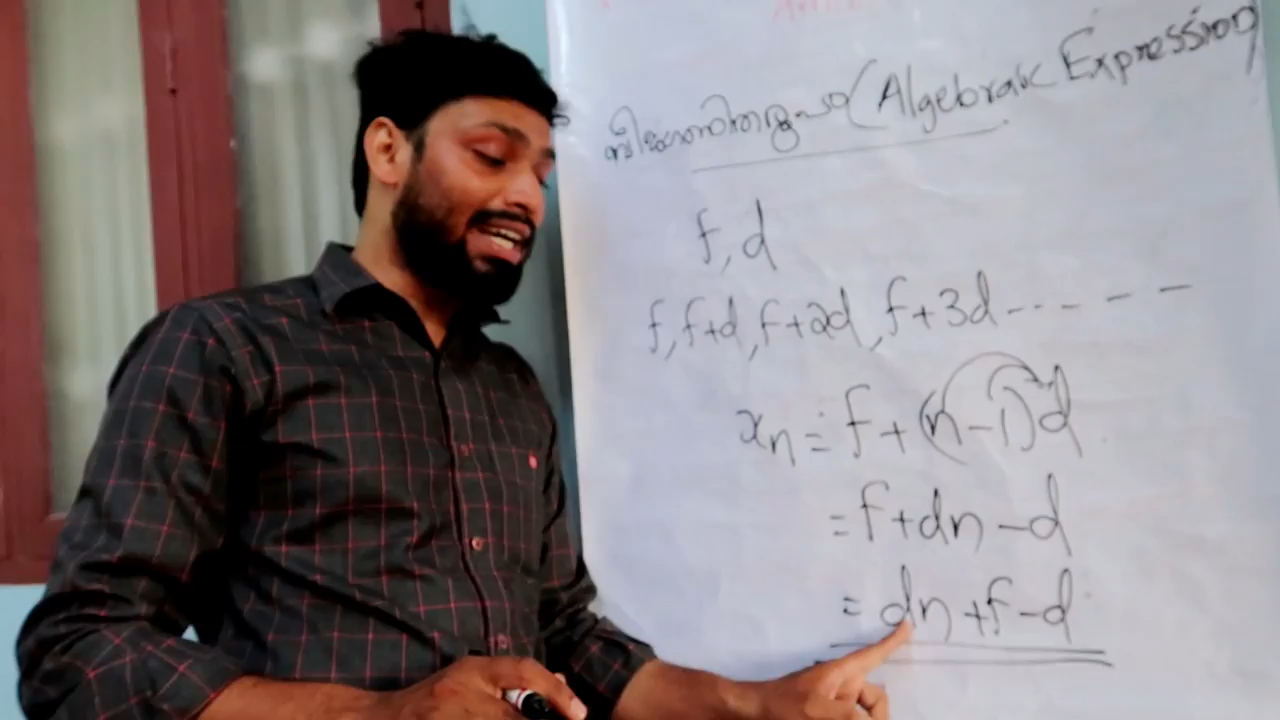 ബീജഗണിതരൂപം (Algebraic Expression)
f, d
f, f+d, f+2d, f+3d -----
xn = f+(n-1)d
= f+dn-d
= dn+f-d